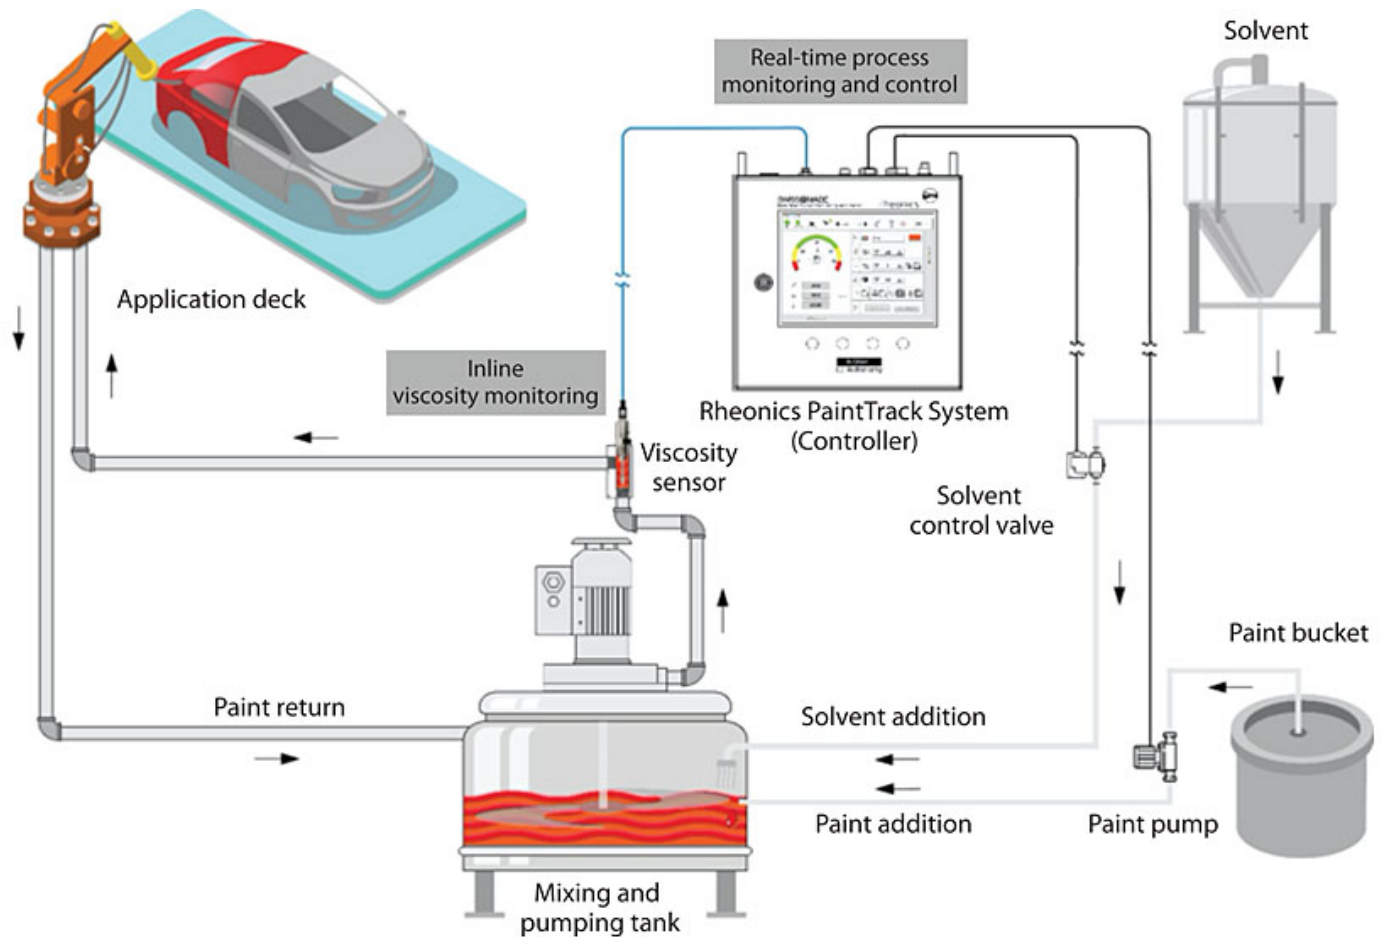 Solvent
Real-time process
monitoring and control
Application deck
Inline
viscosity monitoring
Rheonics PaintTrack System
(Controller)
Viscosity
sensor
Solvent
control valve
Paint bucket
Paint return
Solvent addition
Paint addition
Paint pump
Mixing and
pumping tank